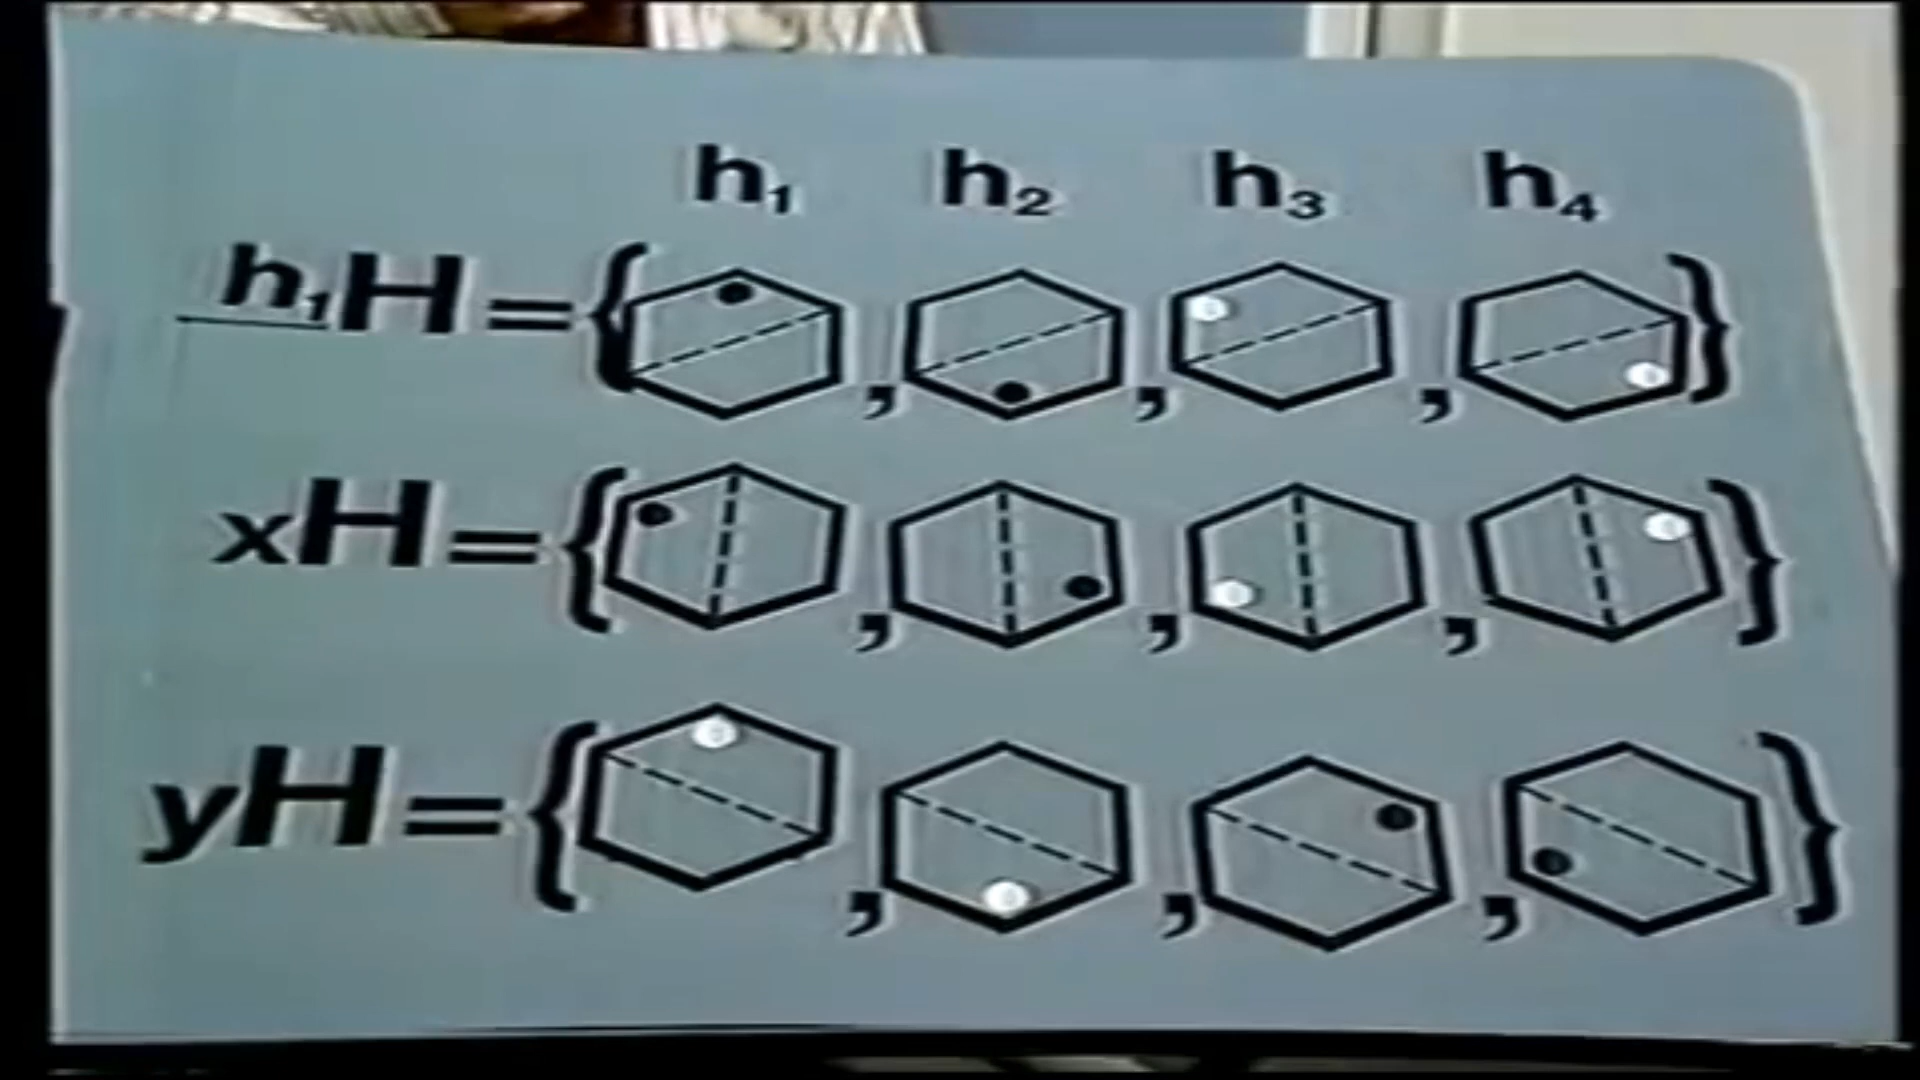 h₁ h₂ h₃ h₄
h₁H = { , , , }
xH = { , , , }
yH = { , , , }